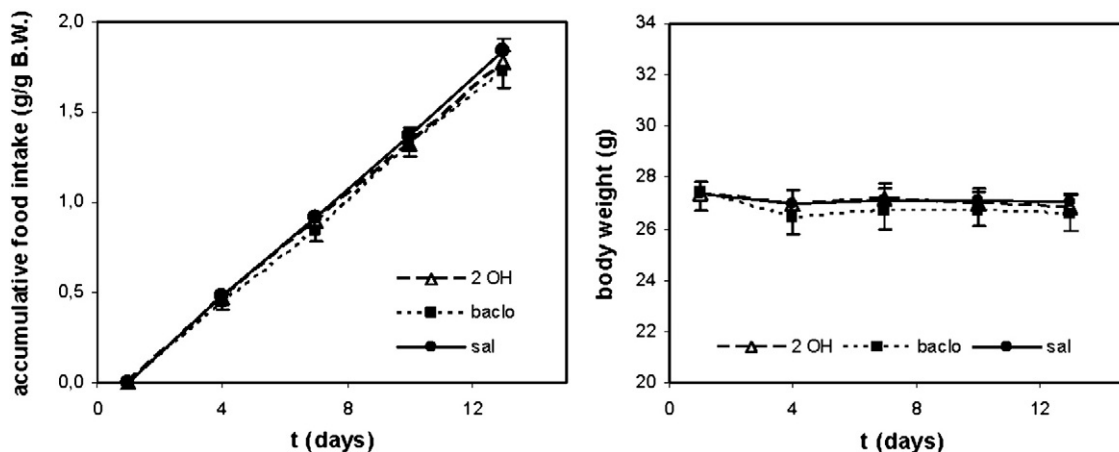 accumulative food intake (g/g B.W.)
2,0
1,5
1,0
0,5
0,0
2 OH
baclo
sal
0
4
8
12
t (days)
body weight (g)
34
32
30
28
26
24
22
20
2 OH
baclo
sal
0
4
8
12
t (days)